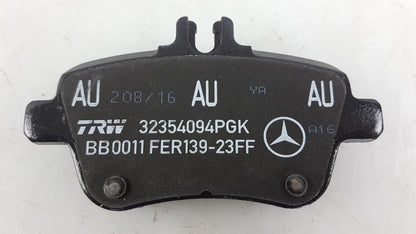 AU 208/16 AU YA AU
TRW 32354094PGK A16
BB0011 FER139-23FF